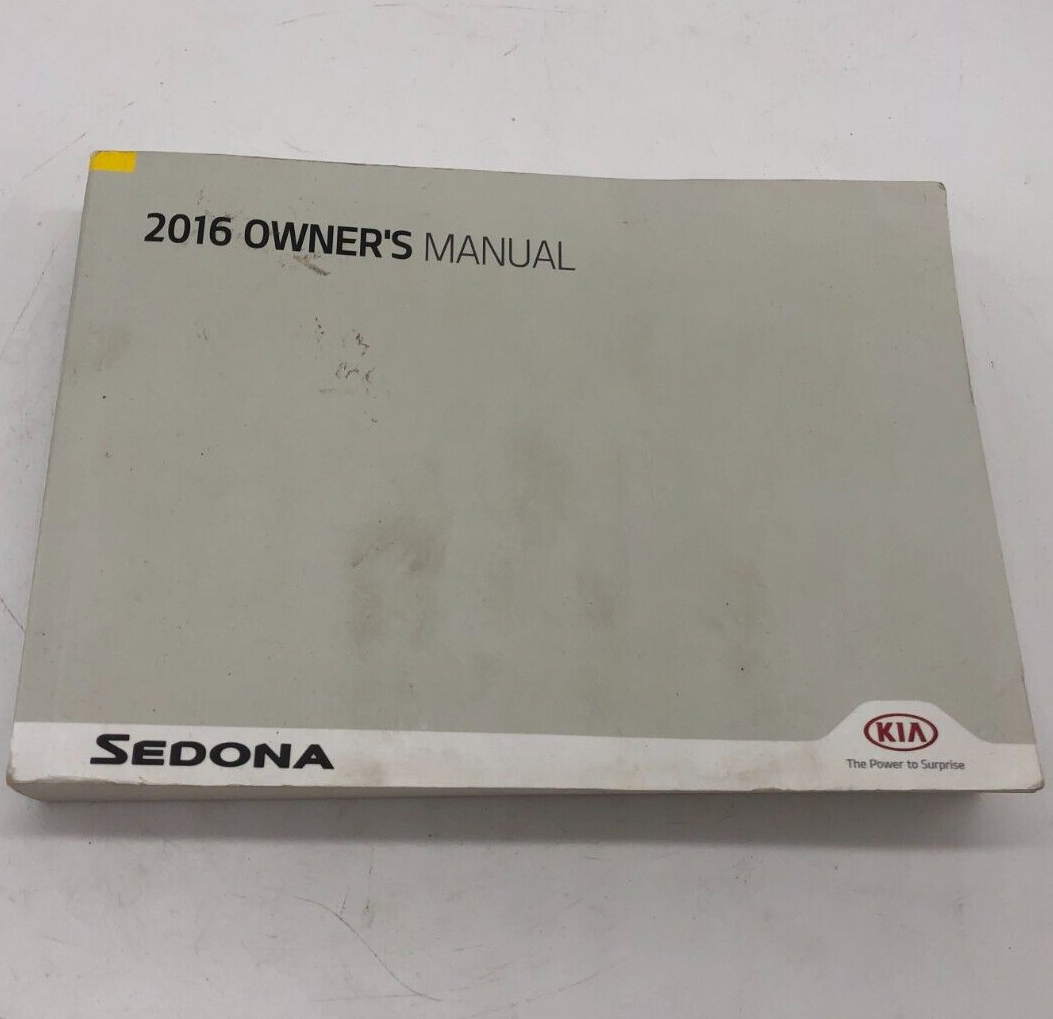 2016 OWNER'S MANUAL
SEDONA
KIA
The Power to Surprise